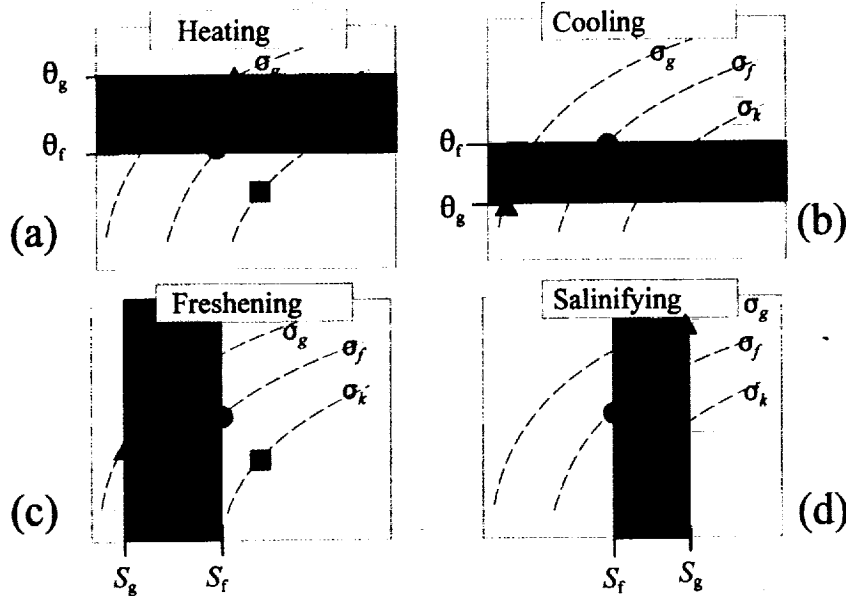 Heating
σg
θg
θf
(a)
Cooling
σg
σf
σk
θf
θg
(b)
Freshening
σg
σf
σk
(c)
Sg
Sf
Salinifying
σg
σf
σk
(d)
Sf
Sg